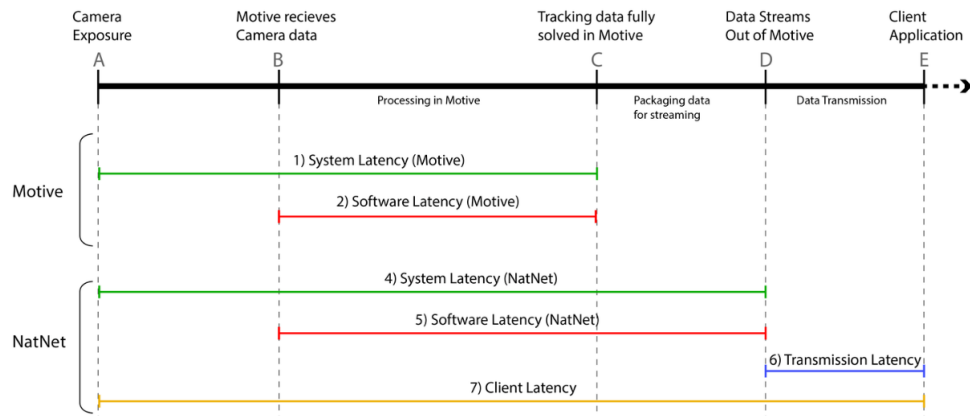 Camera
Exposure
Motive recieves
Camera data
Tracking data fully
solved in Motive
Data Streams
Out of Motive
Client
Application
A
B
C
D
E
Processing in Motive
Packaging data
for streaming
Data Transmission
Motive
1) System Latency (Motive)
2) Software Latency (Motive)
NatNet
4) System Latency (NatNet)
5) Software Latency (NatNet)
6) Transmission Latency
7) Client Latency